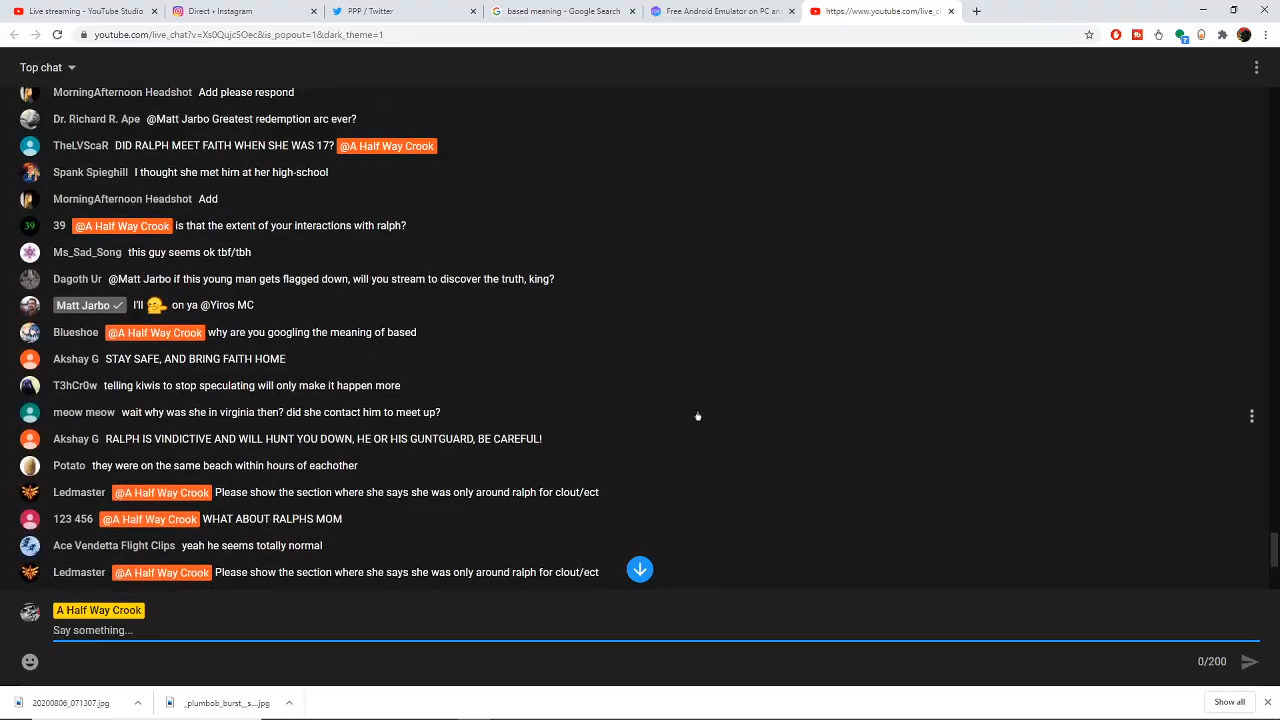 Live streaming - YouTube Studio
Direct • Instagram
PPP / Twitter
based meaning - Google Search
Free Android Emulator on PC an
https://www.youtube.com/live_cl
youtube.com/live_chat?v=Xs0Qujc5Oec&is_popout=1&dark_theme=1
Top chat
MorningAfternoon Headshot Add please respond
Dr. Richard R. Ape @Matt Jarbo Greatest redemption arc ever?
TheLVScaR DID RALPH MEET FAITH WHEN SHE WAS 17? @A Half Way Crook
Spank Spieghill I thought she met him at her high-school
MorningAfternoon Headshot Add
39 39 @A Half Way Crook is that the extent of your interactions with ralph?
Ms_Sad_Song this guy seems ok tbf/tbh
Dagoth Ur @Matt Jarbo if this young man gets flagged down, will you stream to discover the truth, king?
Matt Jarbo I'll on ya @Yiros MC
Blueshoe @A Half Way Crook why are you googling the meaning of based
Akshay G STAY SAFE, AND BRING FAITH HOME
T3hCr0w telling kiwis to stop speculating will only make it happen more
meow meow wait why was she in virginia then? did she contact him to meet up?
Akshay G RALPH IS VINDICTIVE AND WILL HUNT YOU DOWN, HE OR HIS GUNTGUARD, BE CAREFUL!
Potato they were on the same beach within hours of eachother
Ledmaster @A Half Way Crook Please show the section where she says she was only around ralph for clout/ect
123 456 @A Half Way Crook WHAT ABOUT RALPHS MOM
Ace Vendetta Flight Clips yeah he seems totally normal
Ledmaster @A Half Way Crook Please show the section where she says she was only around ralph for clout/ect
A Half Way Crook
Say something...
0/200
20200806_071307.jpg
_plumbob_burst__s....jpg
Show all